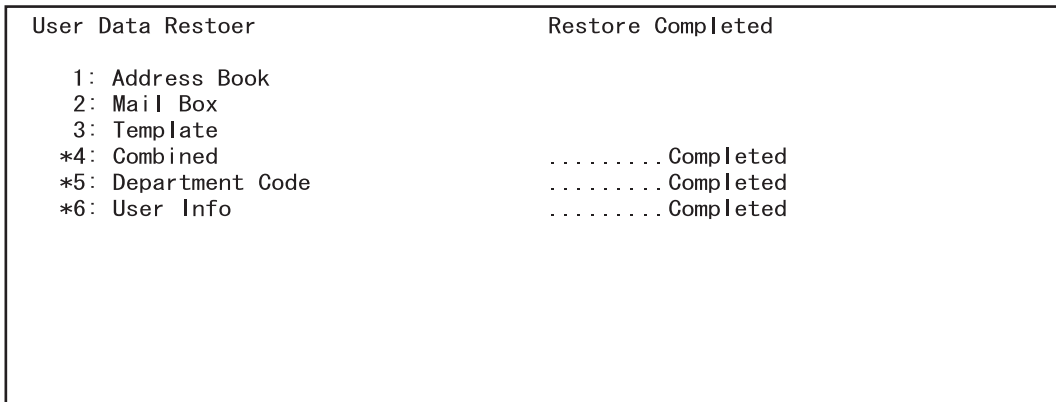 User Data Restoer Restore Completed
1: Address Book
2: Mail Box
3: Template
*4: Combined .........Completed
*5: Department Code .........Completed
*6: User Info .........Completed